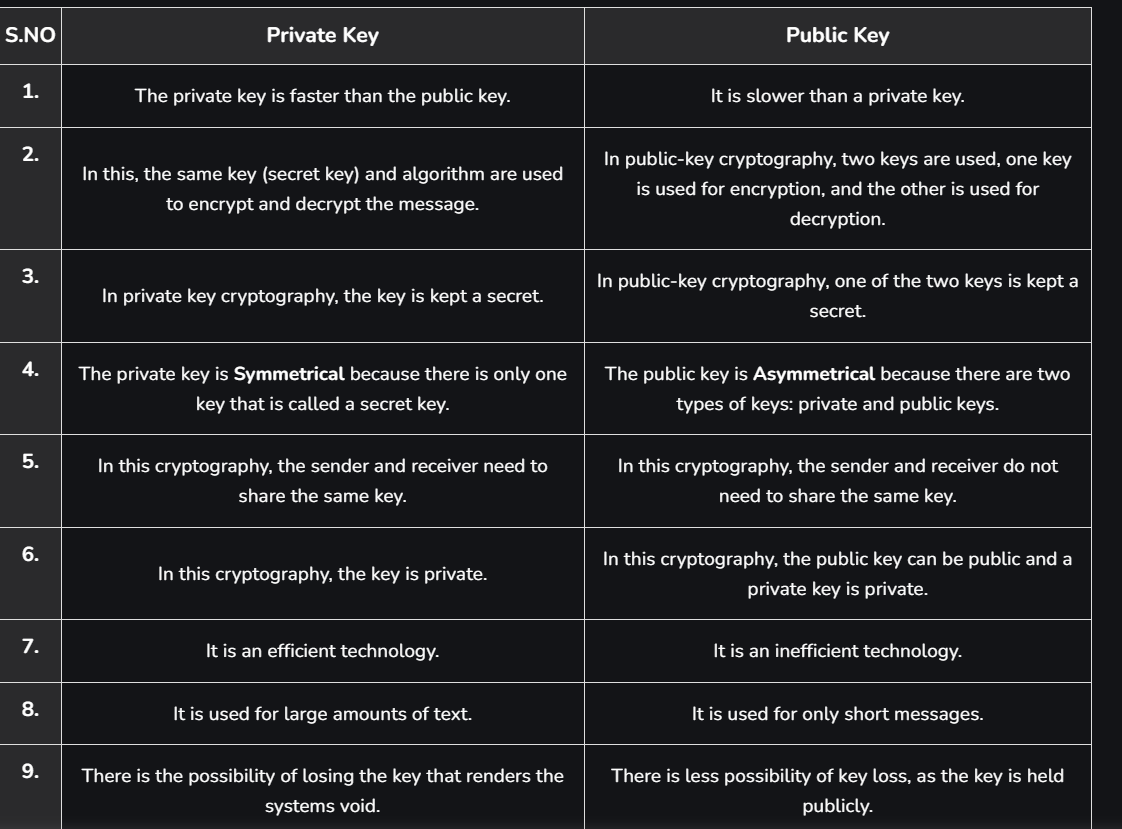 S.NO Private Key Public Key
1. The private key is faster than the public key. It is slower than a private key.
2. In this, the same key (secret key) and algorithm are used
to encrypt and decrypt the message.
In public-key cryptography, two keys are used, one key
is used for encryption, and the other is used for
decryption.
3. In private key cryptography, the key is kept a secret.
In public-key cryptography, one of the two keys is kept a
secret.
4. The private key is Symmetrical because there is only one
key that is called a secret key.
The public key is Asymmetrical because there are two
types of keys: private and public keys.
5. In this cryptography, the sender and receiver need to
share the same key.
In this cryptography, the sender and receiver do not
need to share the same key.
6. In this cryptography, the key is private.
In this cryptography, the public key can be public and a
private key is private.
7. It is an efficient technology. It is an inefficient technology.
8. It is used for large amounts of text. It is used for only short messages.
9. There is the possibility of losing the key that renders the
systems void.
There is less possibility of key loss, as the key is held
publicly.